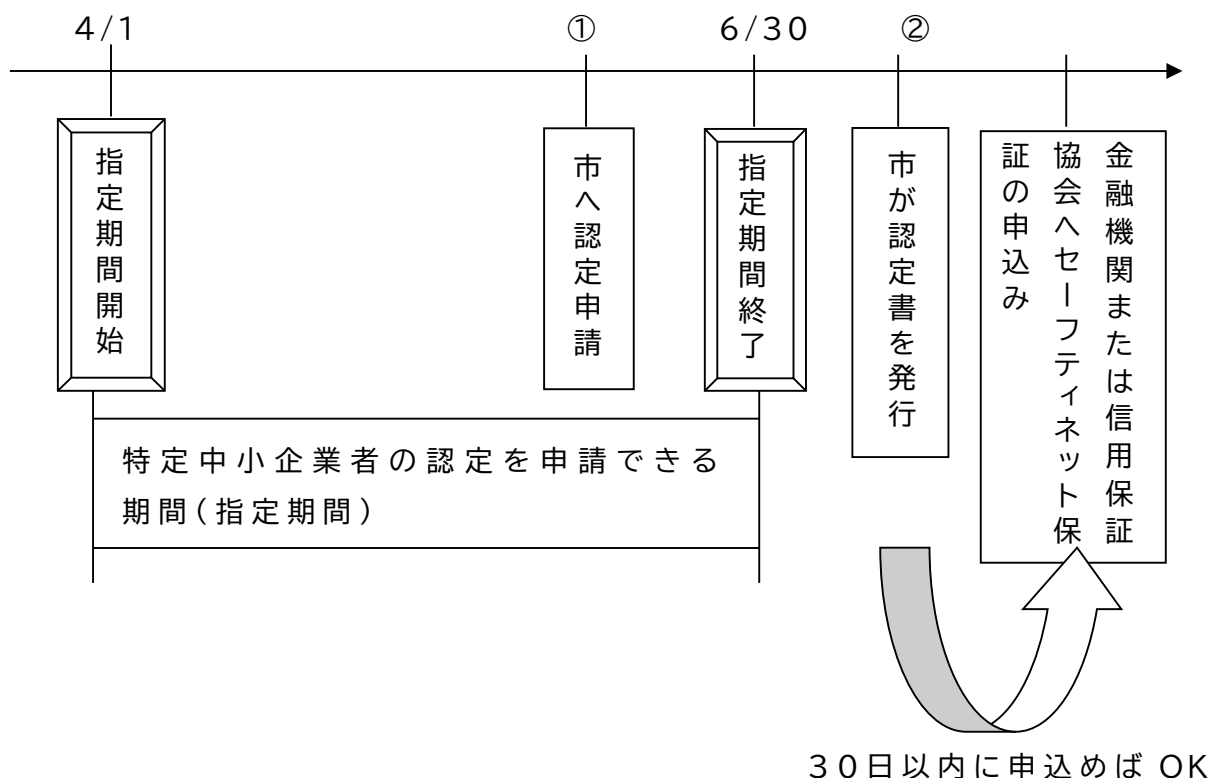 4/1
①
6/30
②
指定期間開始
市へ認定申請
指定期間終了
市が認定書を発行
金融機関または信用保証
協会へセーフティネット保
証の申込み
特定中小企業者の認定を申請できる
期間(指定期間)
30日以内に申込めば OK